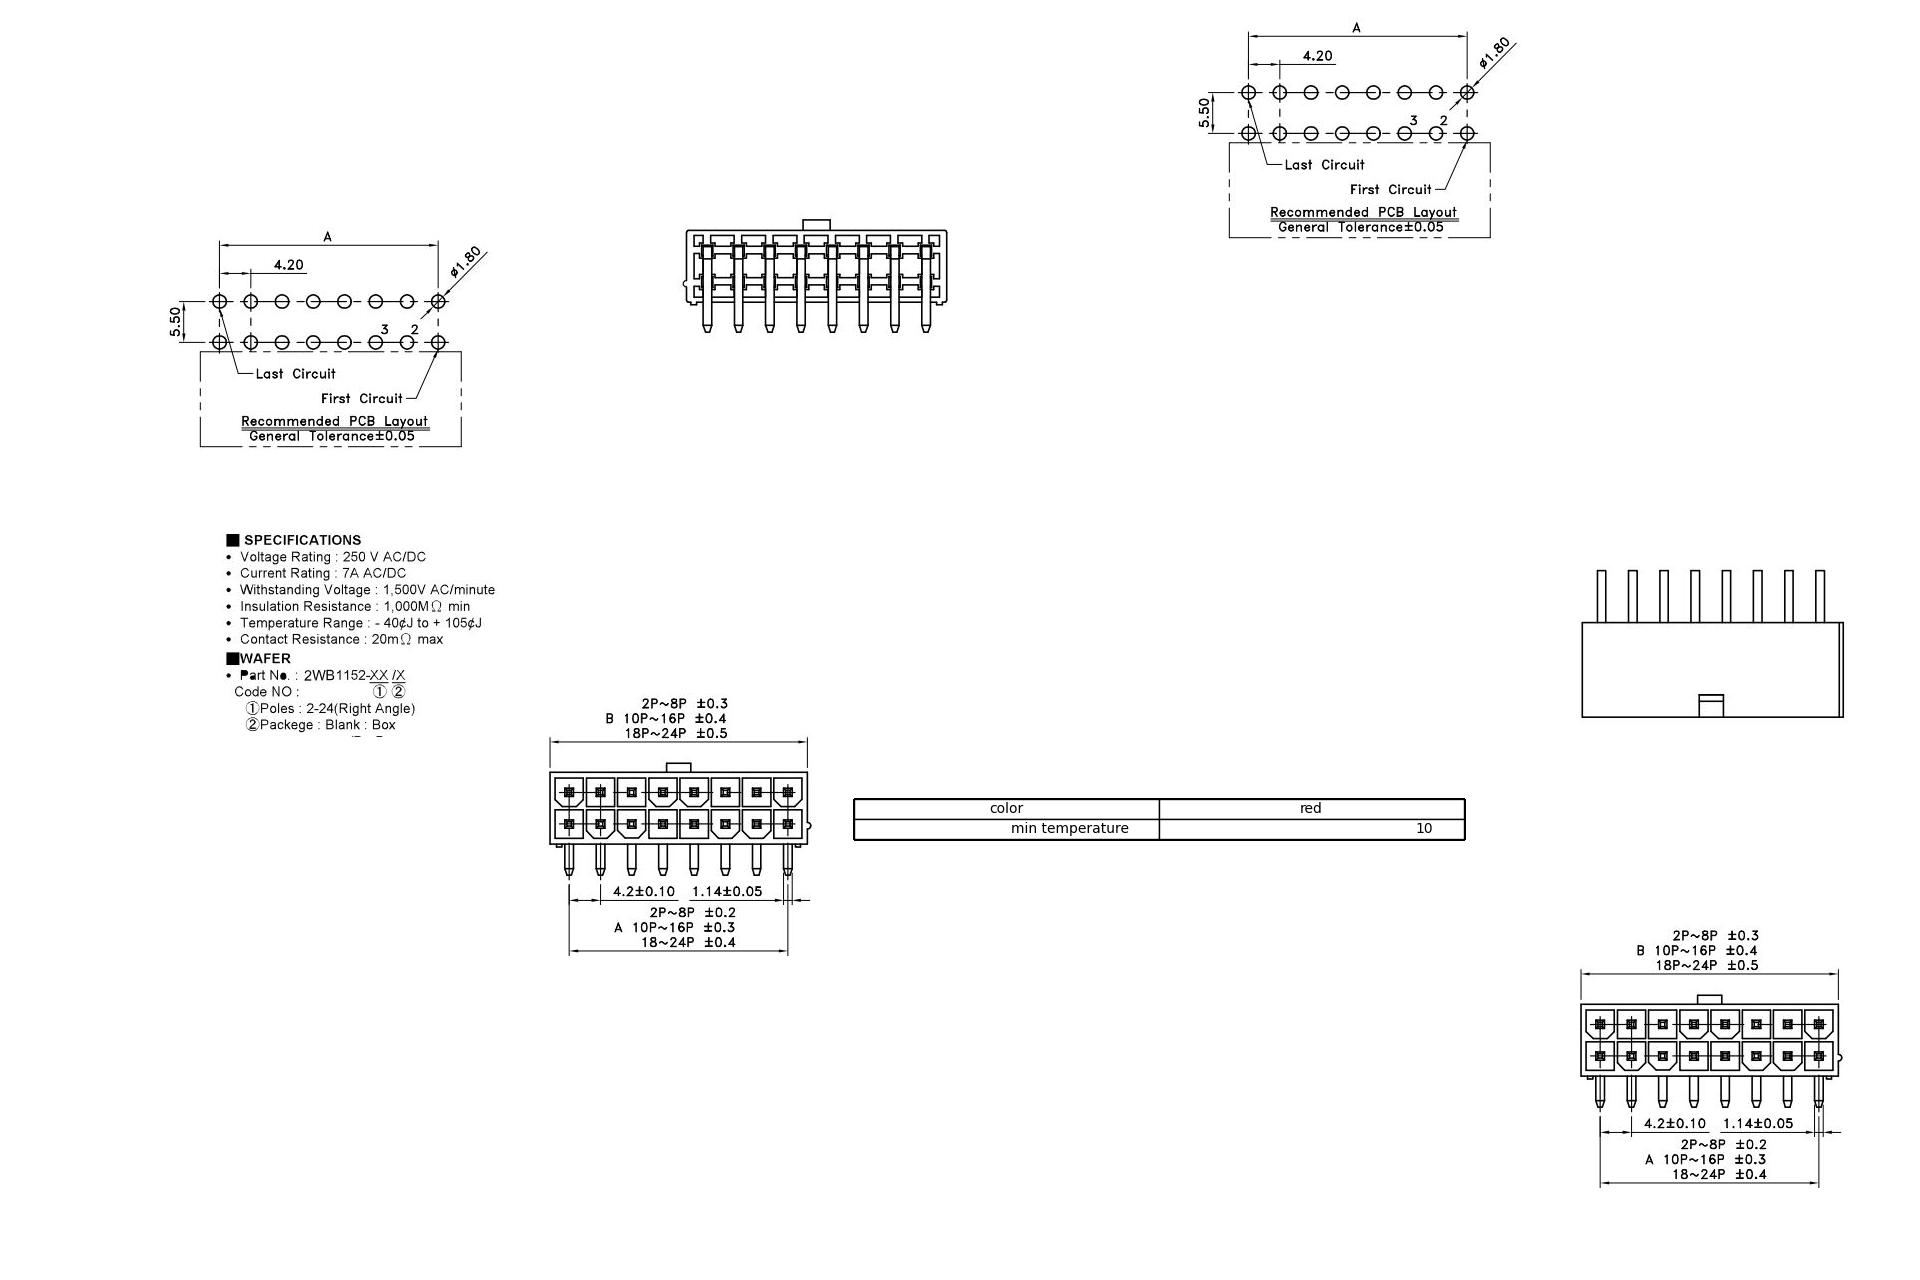 A
4.20
ø1.80
5.50
3 2
Last Circuit
First Circuit
Recommended PCB Layout
General Tolerance±0.05
A
4.20
ø1.80
5.50
3 2
Last Circuit
First Circuit
Recommended PCB Layout
General Tolerance±0.05
■ SPECIFICATIONS
• Voltage Rating : 250 V AC/DC
• Current Rating : 7A AC/DC
• Withstanding Voltage : 1,500V AC/minute
• Insulation Resistance : 1,000MΩ min
• Temperature Range : - 40¢J to + 105¢J
• Contact Resistance : 20mΩ max
■WAFER
• Part No. : 2WB1152-XX /X
Code NO : ① ②
①Poles : 2-24(Right Angle)
②Packege : Blank : Box
2P~8P ±0.3
B 10P~16P ±0.4
18P~24P ±0.5
4.2±0.10 1.14±0.05
2P~8P ±0.2
A 10P~16P ±0.3
18~24P ±0.4
color red
min temperature 10
2P~8P ±0.3
B 10P~16P ±0.4
18P~24P ±0.5
4.2±0.10 1.14±0.05
2P~8P ±0.2
A 10P~16P ±0.3
18~24P ±0.4